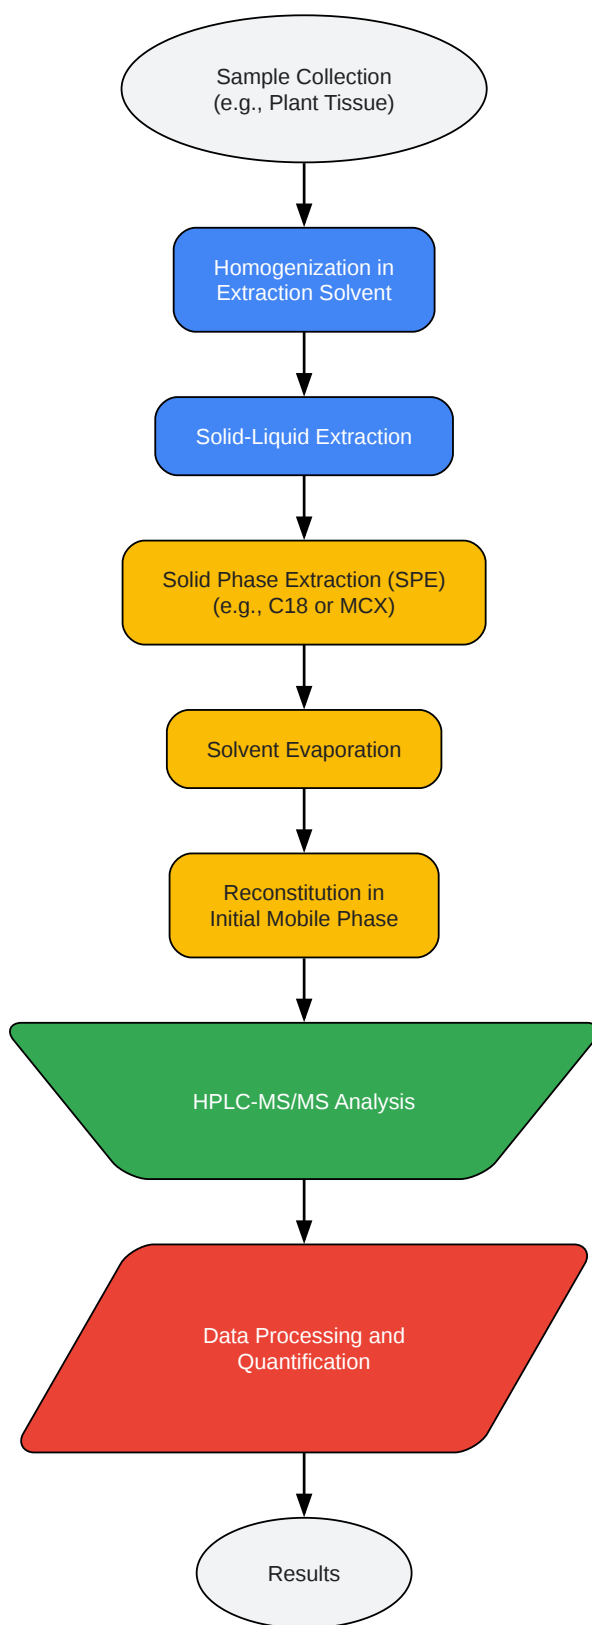 Sample Collection
(e.g., Plant Tissue)
Homogenization in
Extraction Solvent
Solid-Liquid Extraction
Solid Phase Extraction (SPE)
(e.g., C18 or MCX)
Solvent Evaporation
Reconstitution in
Initial Mobile Phase
HPLC-MS/MS Analysis
Data Processing and
Quantification
Results